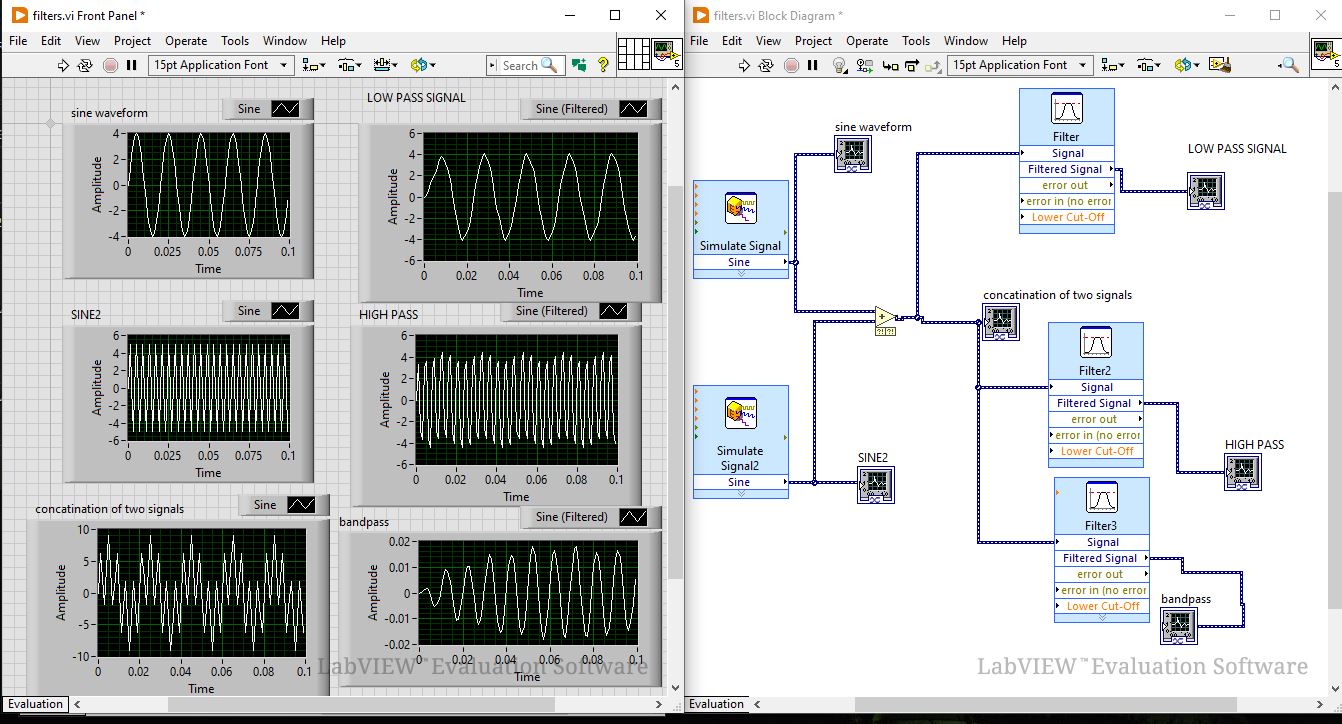 filters.vi Front Panel *
File Edit View Project Operate Tools Window Help
15pt Application Font
Search
5
sine waveform
Sine
Amplitude
4
2
0
-2
-4
0 0.025 0.05 0.075 0.1
Time
LOW PASS SIGNAL
Sine (Filtered)
Amplitude
6
4
2
0
-2
-4
-6
0 0.02 0.04 0.06 0.08 0.1
Time
SINE2
Sine
Amplitude
6
4
2
0
-2
-4
-6
0 0.025 0.05 0.075 0.1
Time
HIGH PASS
Sine (Filtered)
Amplitude
6
4
2
0
-2
-4
-6
0 0.02 0.04 0.06 0.08 0.1
Time
concatination of two signals
Sine
Amplitude
10
5
0
-5
-10
0 0.02 0.04 0.06 0.08 0.1
Time
bandpass
Sine (Filtered)
Amplitude
0.02
0.01
0
-0.01
-0.02
0 0.02 0.04 0.06 0.08 0.1
Time
LabVIEW™ Evaluation Software
Evaluation
filters.vi Block Diagram *
File Edit View Project Operate Tools Window Help
15pt Application Font
5
sine waveform
Simulate Signal
Sine
Filter
Signal
Filtered Signal
error out
error in (no error
Lower Cut-Off
LOW PASS SIGNAL
concatination of two signals
Simulate
Signal2
Sine
SINE2
Filter2
Signal
Filtered Signal
error out
error in (no error
Lower Cut-Off
HIGH PASS
Filter3
Signal
Filtered Signal
error out
error in (no error
Lower Cut-Off
bandpass
LabVIEW™ Evaluation Software
Evaluation